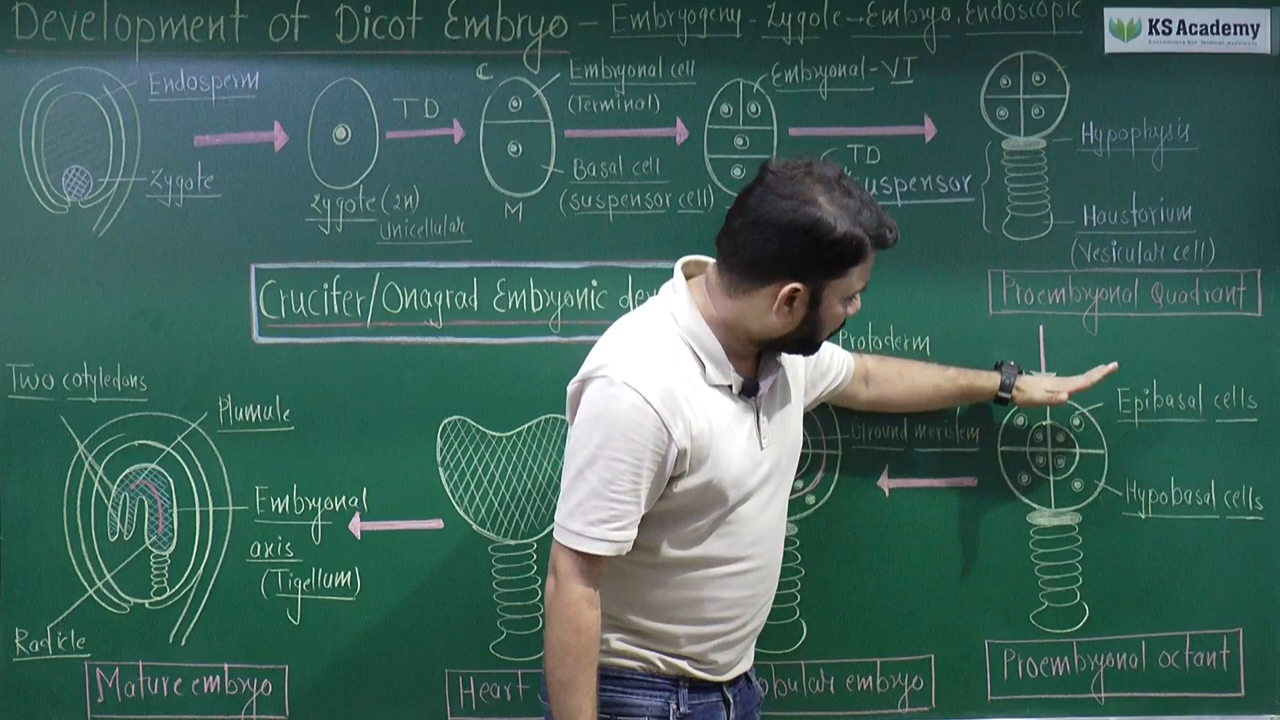 Development of Dicot Embryo – Embryogeny - Zygote → Embryo, Endoscopic
KS Academy
Endosperm
Zygote
Zygote (2n)
Unicellular
TD
C
Embryonal cell
(Terminal)
Basal cell
(suspensor cell)
M
Embryonal - VT
TD
uspensor
Hypophysis
Haustorium
(Vesicular cell)
Proembryonal Quadrant
Crucifer/Onagrad Embryonic de
Protoderm
Ground meristem
Epibasal cells
Hypobasal cells
Proembryonal octant
obular embryo
Heart
Two cotyledons
Plumule
Embryonal
axis
(Tigellum)
Radicle
Mature embryo